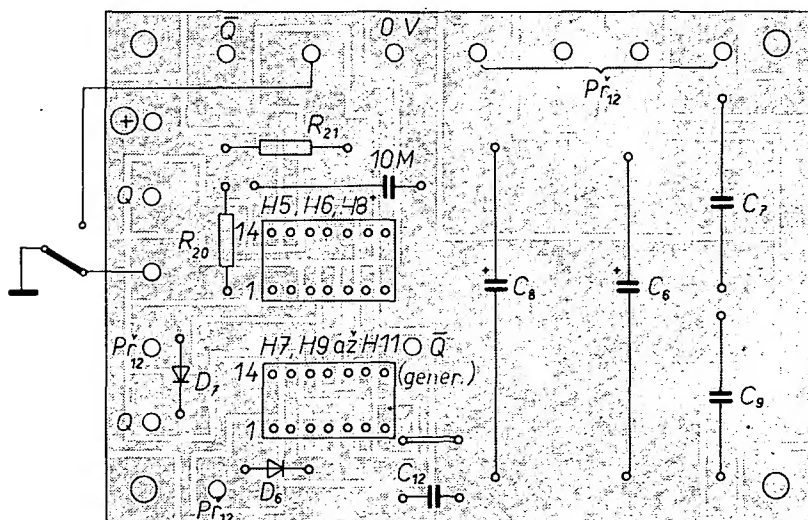 Q̄
0 V
Př₁₂
+
R₂₁
10M
Q
H5, H6, H8⁺
14
R₂₀
1
C₇
+
C₈
+
C₆
Př₁₂
D₇
H7, H9 až H11
Q̄
(gener.)
14
C₉
Q
1
D₆
C₁₂
Př₁₂